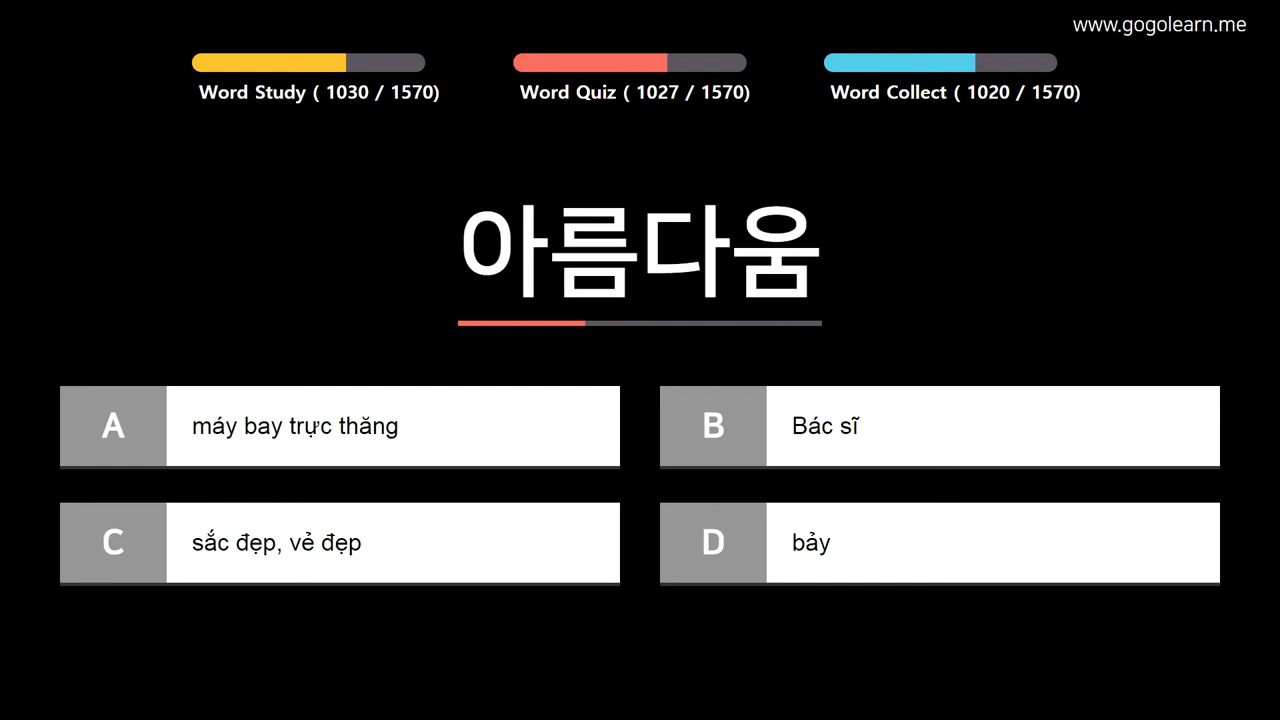 www.gogolearn.me
Word Study ( 1030 / 1570)
Word Quiz ( 1027 / 1570)
Word Collect ( 1020 / 1570)
아름다움
A máy bay trực thăng
B Bác sĩ
C sắc đẹp, vẻ đẹp
D bảy